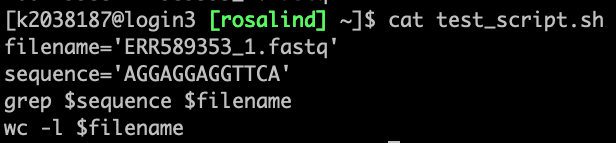 [k2038187@login3 [rosalind] ~]$ cat test_script.sh
filename='ERR589353_1.fastq'
sequence='AGGAGGAGGTTCA'
grep $sequence $filename
wc -l $filename